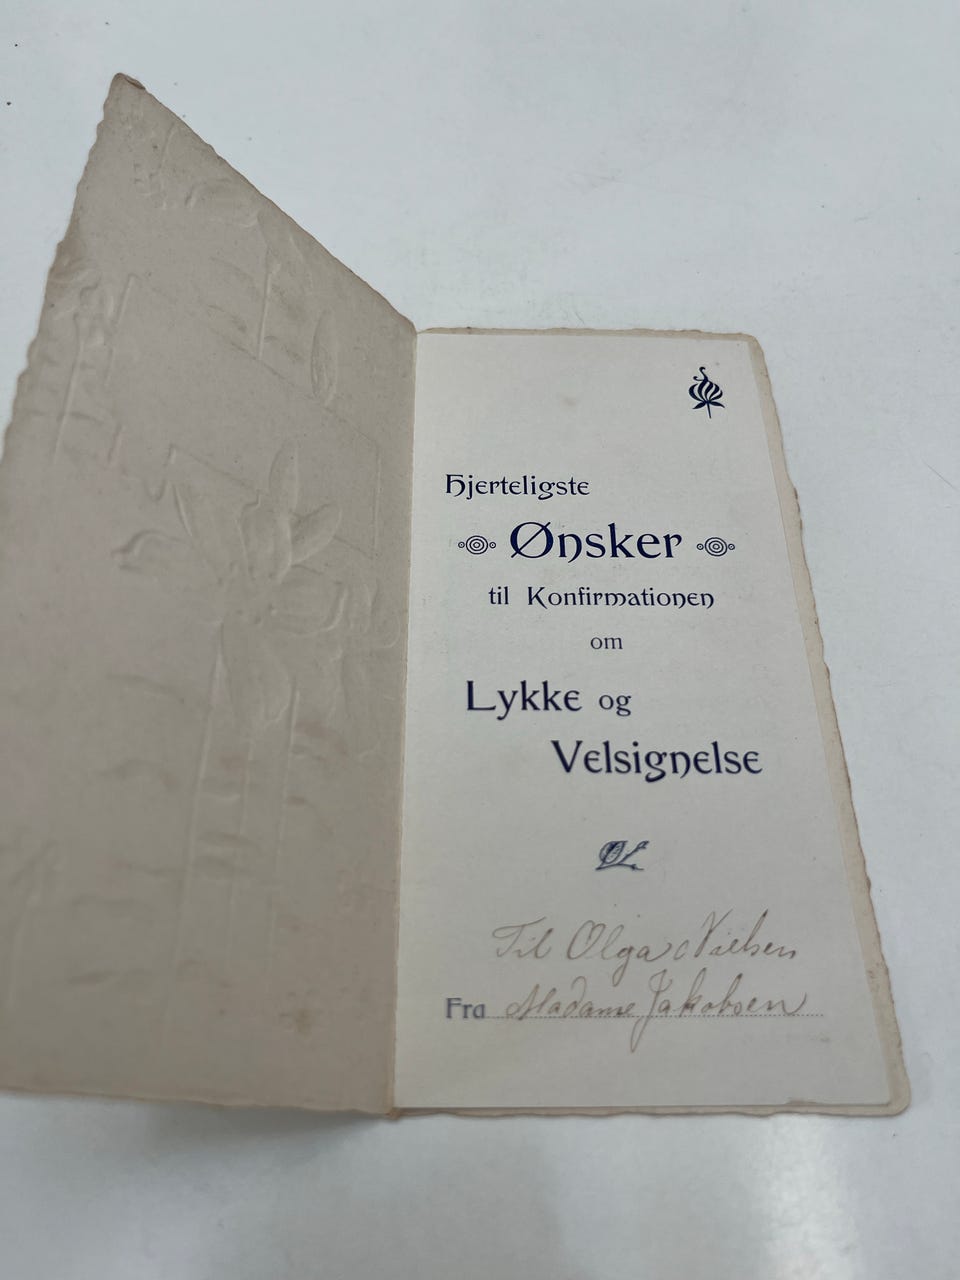 Hjerteligste
Ønsker
til Konfirmationen
om
Lykke og
Velsignelse
Til Olga Nielsen
Fra Madame Jakobsen